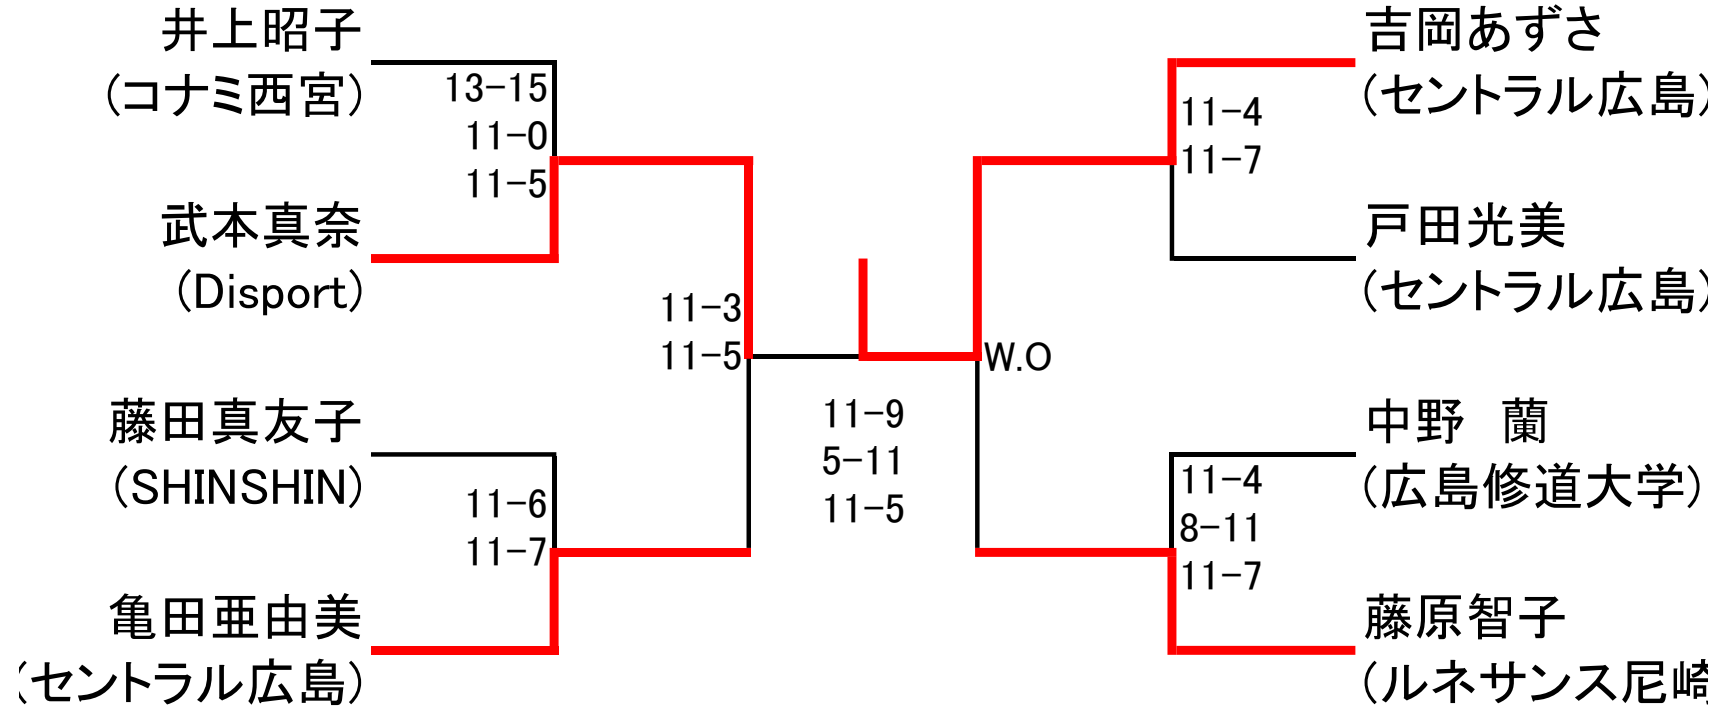 井上昭子
(コナミ西宮)
13-15
11-0
11-5
武本真奈
(Disport)
11-3
11-5
藤田真友子
(SHINSHIN)
11-6
11-7
亀田亜由美
(セントラル広島)
11-9
5-11
11-5
W.O
吉岡あずさ
(セントラル広島)
11-4
11-7
戸田光美
(セントラル広島)
中野 蘭
(広島修道大学)
11-4
8-11
11-7
藤原智子
(ルネサンス尼崎